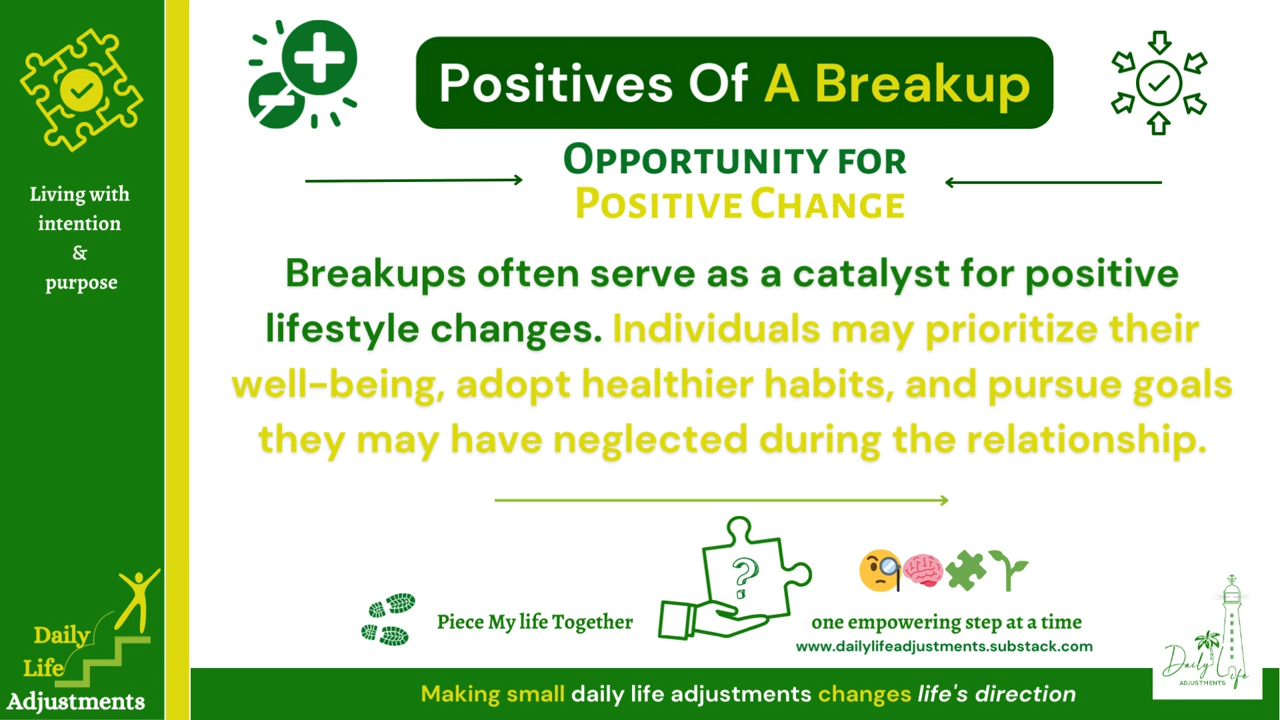 Living with
intention
&
purpose
Daily
Life
Adjustments
Positives Of A Breakup
OPPORTUNITY FOR
POSITIVE CHANGE
Breakups often serve as a catalyst for positive
lifestyle changes. Individuals may prioritize their
well-being, adopt healthier habits, and pursue goals
they may have neglected during the relationship.
?
Piece My life Together
one empowering step at a time
www.dailylifeadjustments.substack.com
Daily Life
ADJUSTMENTS
Making small daily life adjustments changes life's direction